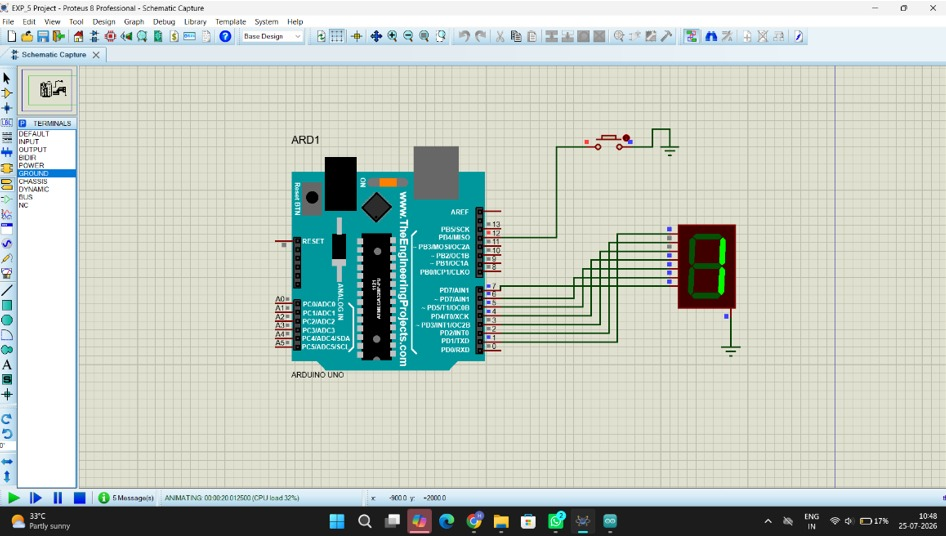 EXP_5 Project - Proteus 8 Professional - Schematic Capture
File Edit View Tool Design Graph Debug Library Template System Help
Base Design
Schematic Capture
P TERMINALS
DEFAULT
INPUT
OUTPUT
BIDIR
POWER
GROUND
CHASSIS
DYNAMIC
BUS
NC
LBL
A
ARD1
Reset BTN
ON
www.TheEngineeringProjects.com
ANALOG IN
RESET
A0 PC0/ADC0
A1 PC1/ADC1
A2 PC2/ADC2
A3 PC3/ADC3
A4 PC4/ADC4/SDA
A5 PC5/ADC5/SCL
AREF
PB5/SCK 13
PB4/MISO 12
~ PB3/MOSI/OC2A 11
~ PB2/OC1B 10
~ PB1/OC1A 9
PB0/ICP1/CLKO 8
PD7/AIN1 7
~ PD6/AIN0 6
~ PD5/T1/OC0B 5
PD4/T0/XCK 4
~ PD3/INT1/OC2B 3
PD2/INT0 2
PD1/TXD 1
PD0/RXD 0
ARDUINO UNO
5 Message(s) ANIMATING: 00:00:20.012500 (CPU load 32%) x: -900.0 y: +2000.0
33°C
Partly sunny
2
ENG
IN
17%
10:48
25-07-2026